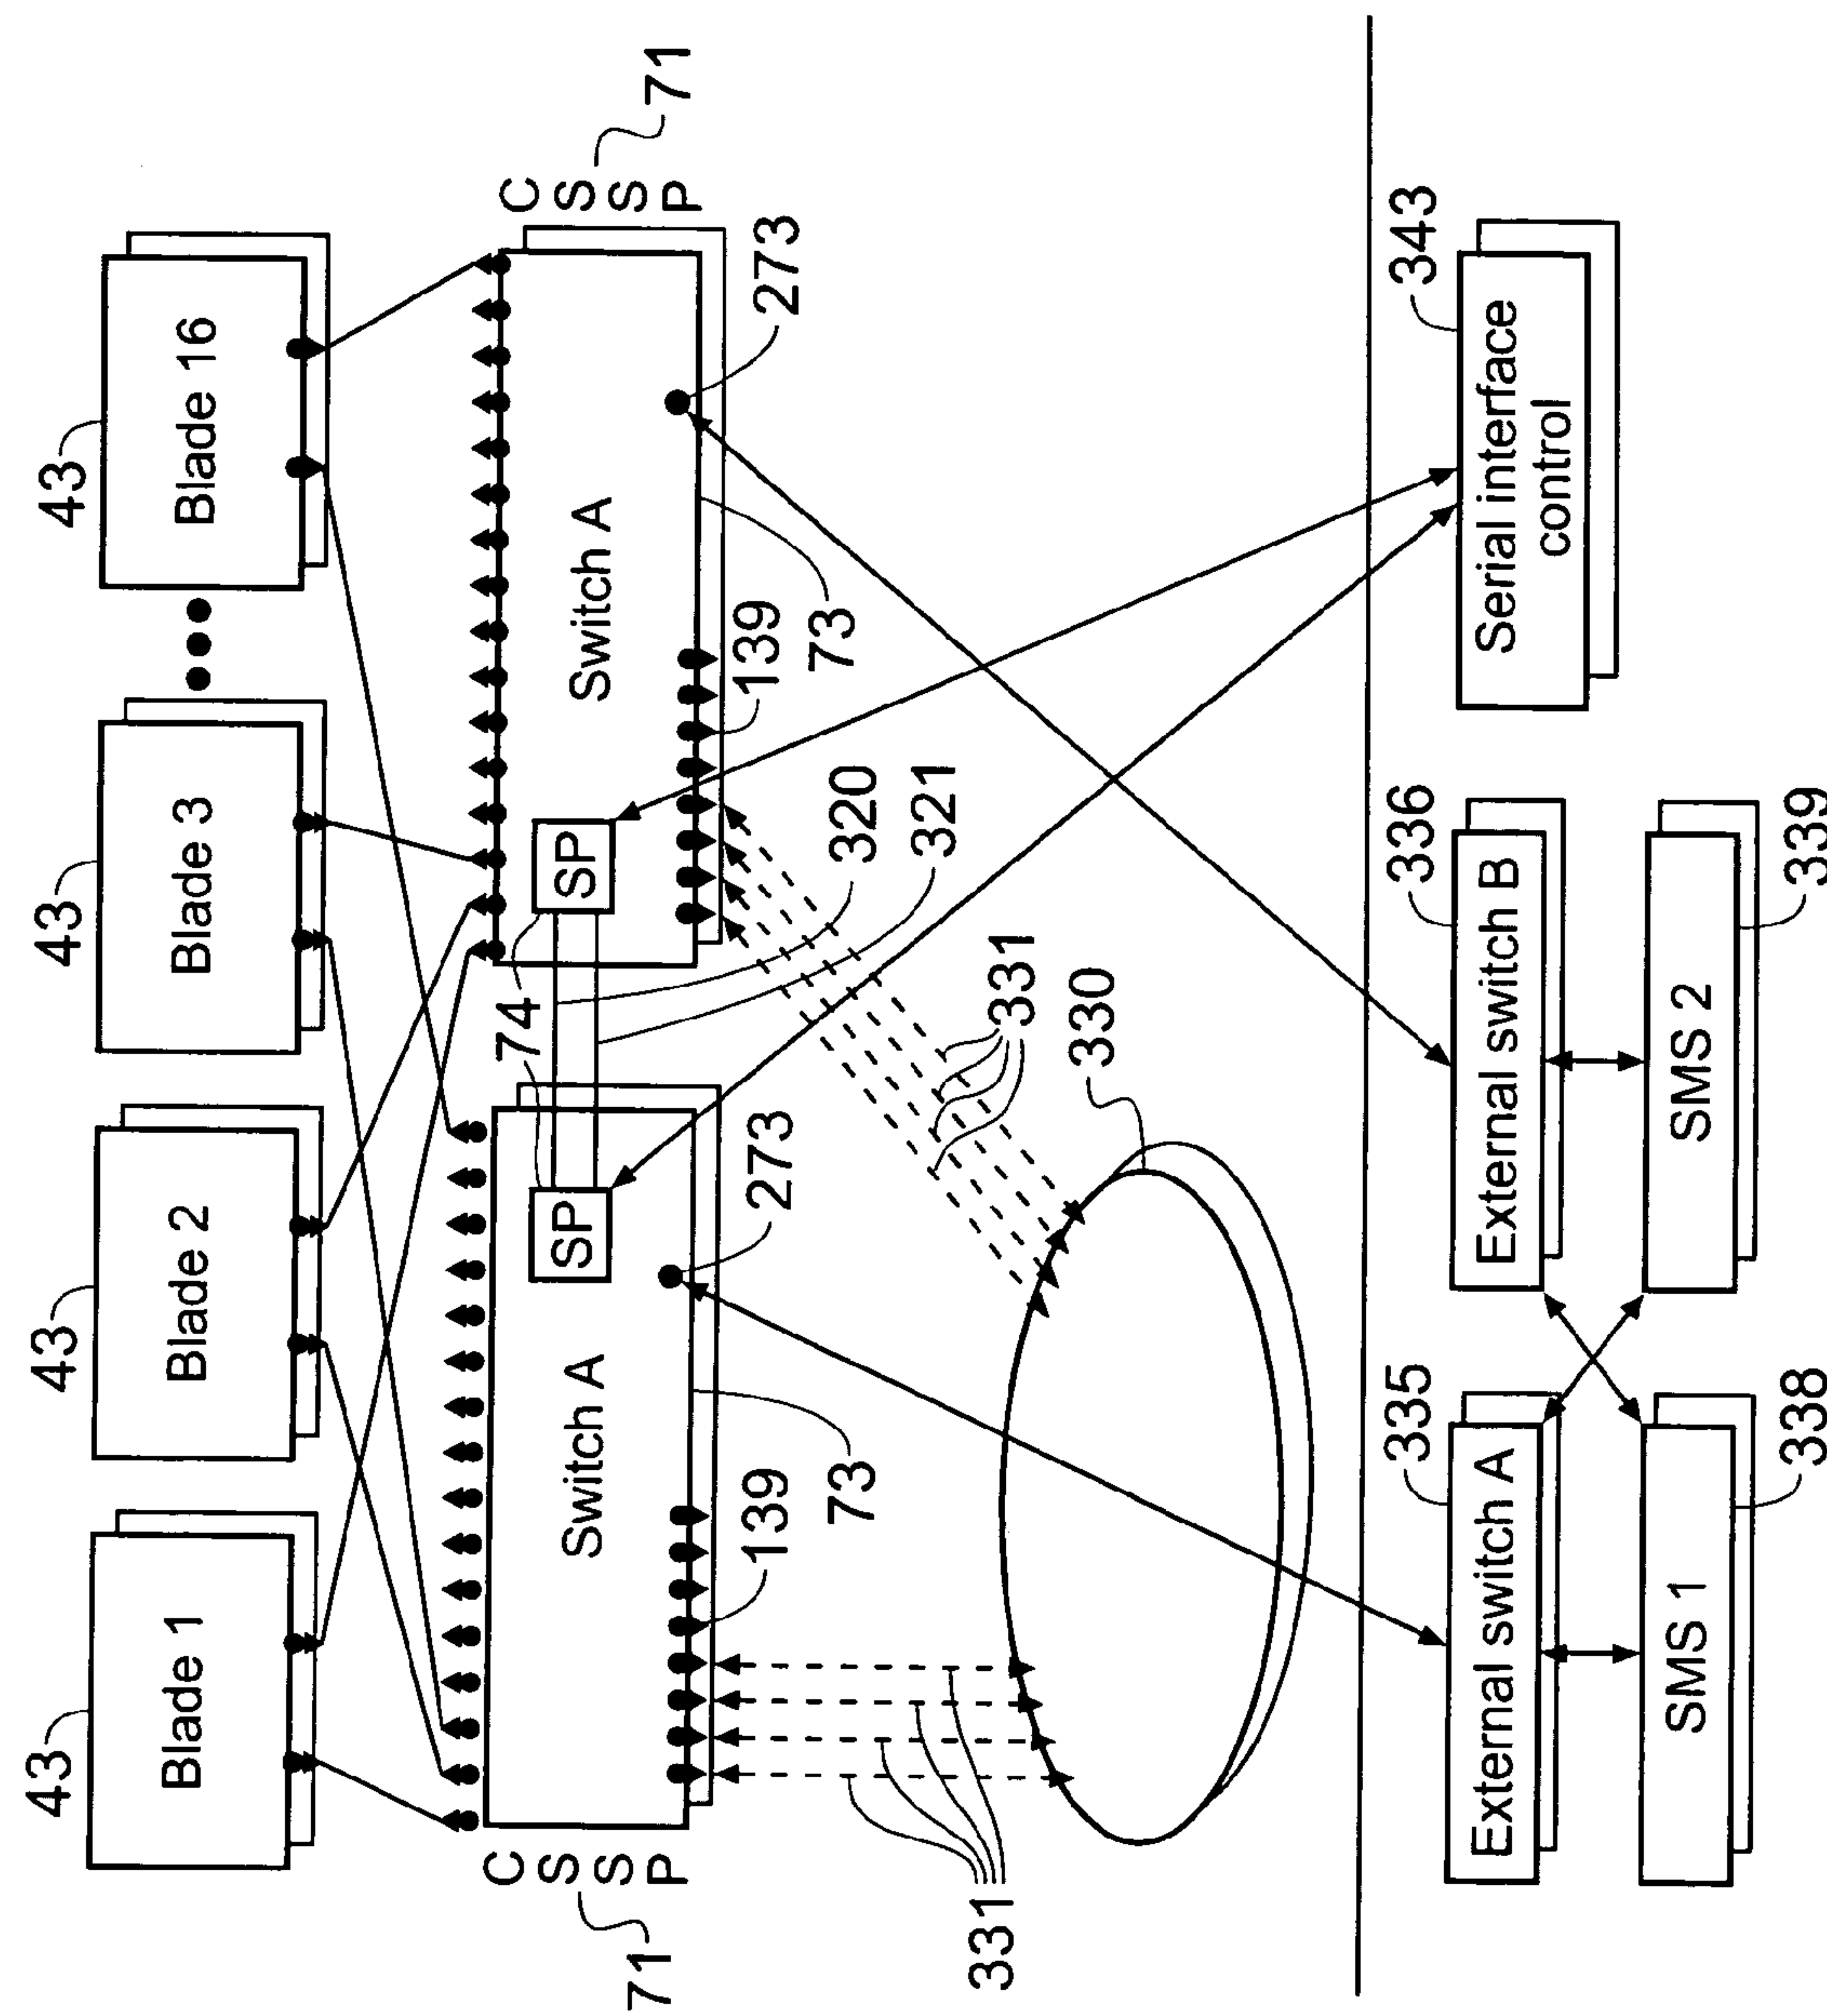 43
43
43
43
Blade 1
Blade 2
Blade 3
Blade 16
71
C
S
S
P
Switch A
SP
74
SP
Switch A
C
S
S
P
71
139
73
273
320
321
139
73
273
331
331
330
335
336
343
External switch A
External switch B
Serial interface
control
SMS 1
SMS 2
338
339